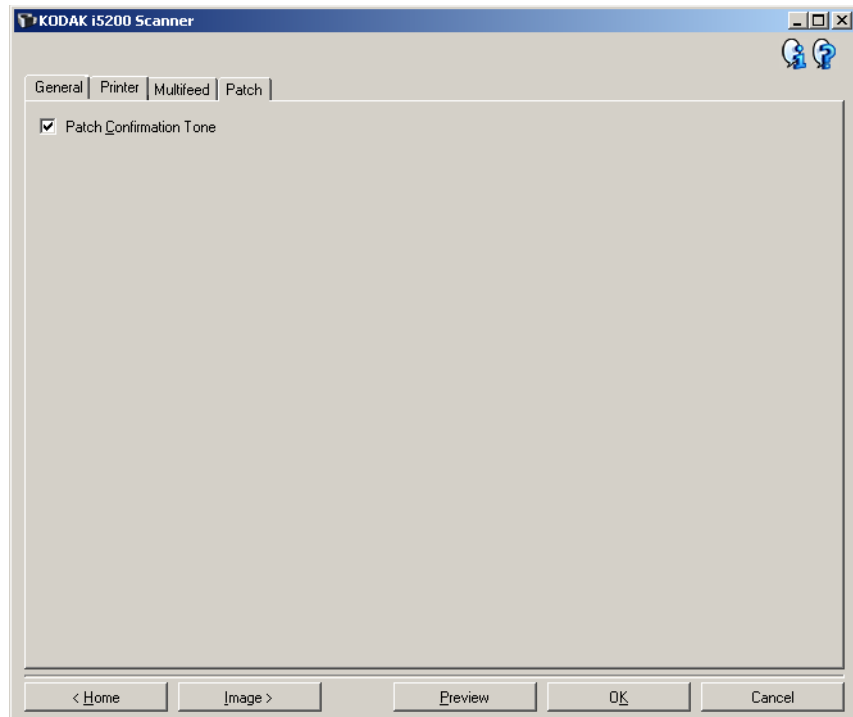 KODAK i5200 Scanner
General Printer Multifeed Patch
Patch Confirmation Tone
< Home Image > Preview OK Cancel